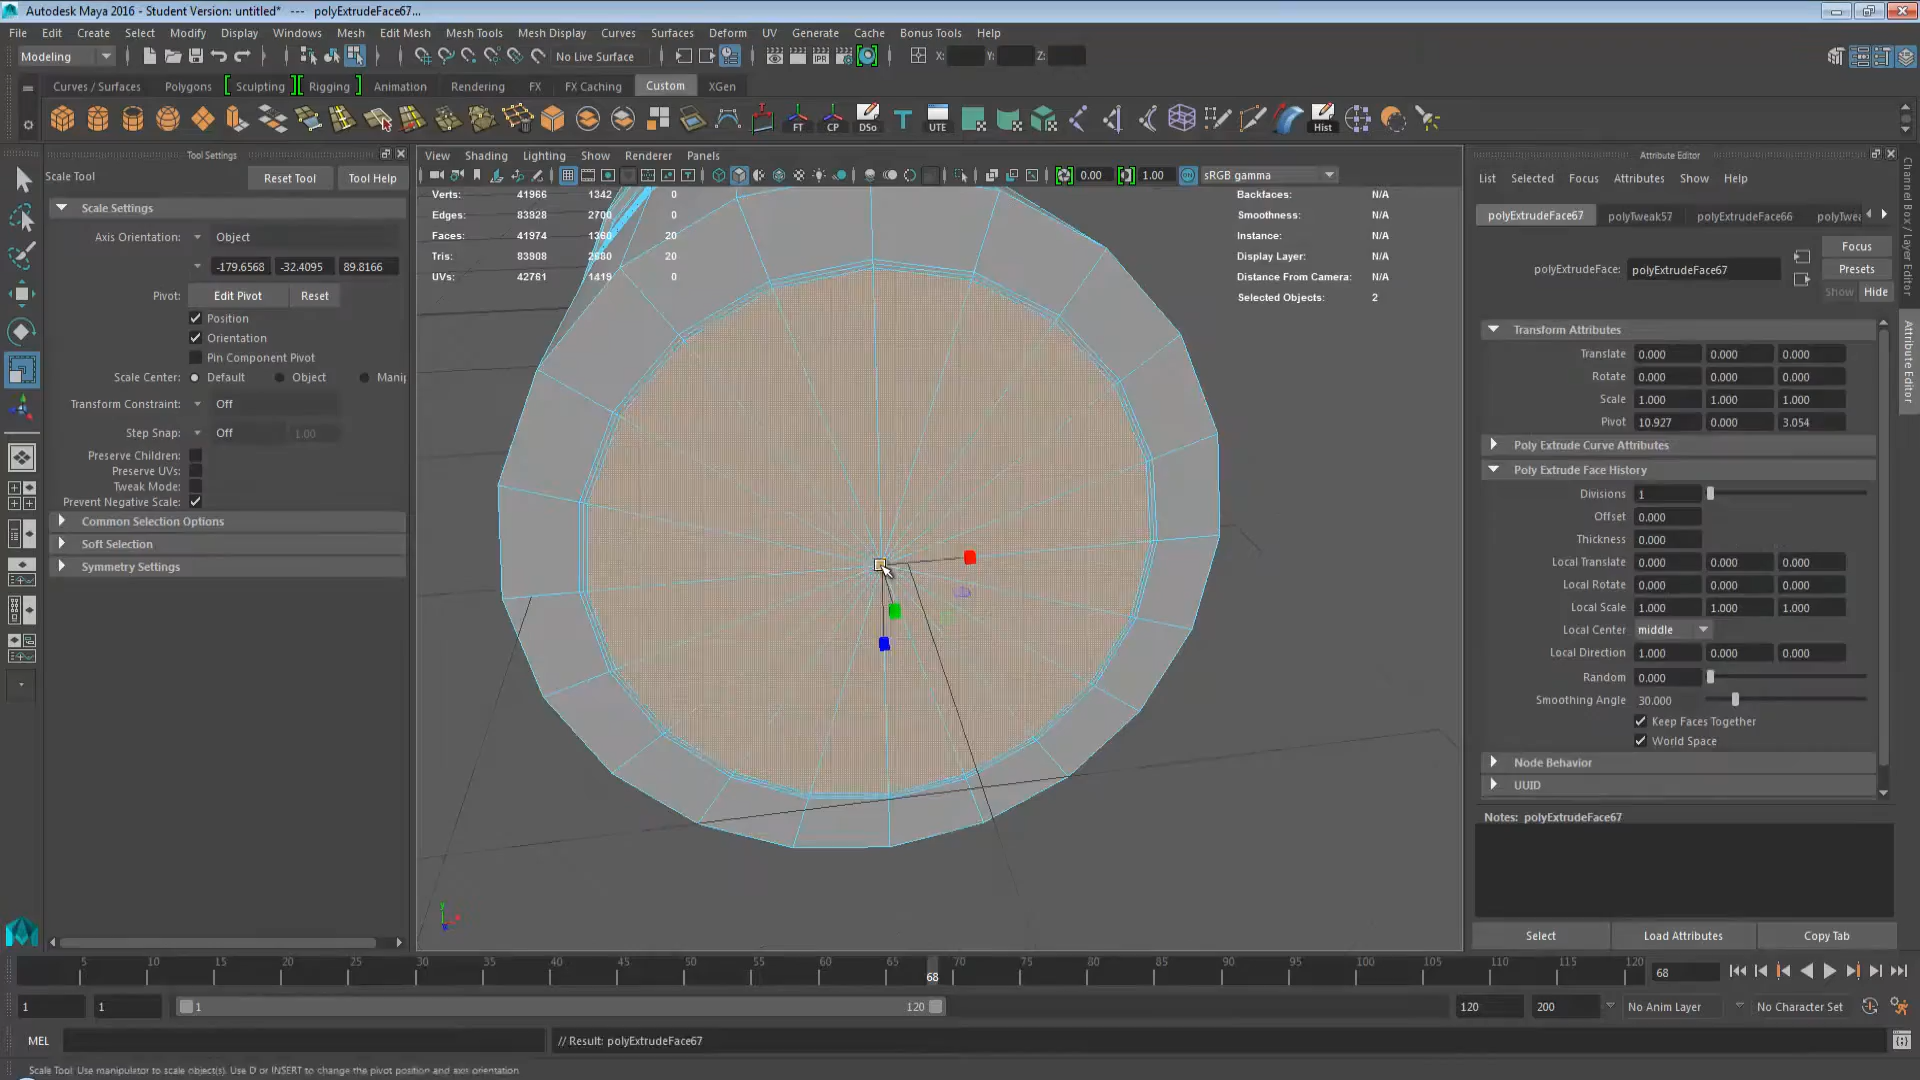 Autodesk Maya 2016 - Student Version: untitled*   ---   polyExtrudeFace67...
File Edit Create Select Modify Display Windows Mesh Edit Mesh Mesh Tools Mesh Display Curves Surfaces Deform UV Generate Cache Bonus Tools Help
Modeling No Live Surface IPR X: Y: Z:
Curves / Surfaces Polygons Sculpting Rigging Animation Rendering FX FX Caching Custom XGen
FT CP DSo UTE Hist
Tool Settings
Scale Tool Reset Tool Tool Help
Scale Settings
Axis Orientation: Object
-179.6568 -32.4095 89.8166
Pivot: Edit Pivot Reset
Position
Orientation
Pin Component Pivot
Scale Center: Default Object Manip
Transform Constraint: Off
Step Snap: Off 1.00
Preserve Children:
Preserve UVs:
Tweak Mode:
Prevent Negative Scale:
Common Selection Options
Soft Selection
Symmetry Settings
View Shading Lighting Show Renderer Panels
0.00 1.00 sRGB gamma
Verts: 41966 1342 0
Edges: 83928 2700 0
Faces: 41974 1360 20
Tris: 83908 2680 20
UVs: 42761 1419 0
Backfaces: N/A
Smoothness: N/A
Instance: N/A
Display Layer: N/A
Distance From Camera: N/A
Selected Objects: 2
Attribute Editor
List Selected Focus Attributes Show Help
polyExtrudeFace67 polyTweak57 polyExtrudeFace66 polyTwea
Focus
polyExtrudeFace: polyExtrudeFace67 Presets
Show Hide
Transform Attributes
Translate 0.000 0.000 0.000
Rotate 0.000 0.000 0.000
Scale 1.000 1.000 1.000
Pivot 10.927 0.000 3.054
Poly Extrude Curve Attributes
Poly Extrude Face History
Divisions 1
Offset 0.000
Thickness 0.000
Local Translate 0.000 0.000 0.000
Local Rotate 0.000 0.000 0.000
Local Scale 1.000 1.000 1.000
Local Center middle
Local Direction 1.000 0.000 0.000
Random 0.000
Smoothing Angle 30.000
Keep Faces Together
World Space
Node Behavior
UUID
Notes: polyExtrudeFace67
Select Load Attributes Copy Tab
Channel Box / Layer Editor
Attribute Editor
5 10 15 20 25 30 35 40 45 50 55 60 65 68 70 75 80 85 90 95 100 105 110 115 120 68
1 1 1 120 120 200 No Anim Layer No Character Set
MEL // Result: polyExtrudeFace67
Scale Tool: Use manipulator to scale object(s). Use D or INSERT to change the pivot position and axis orientation.